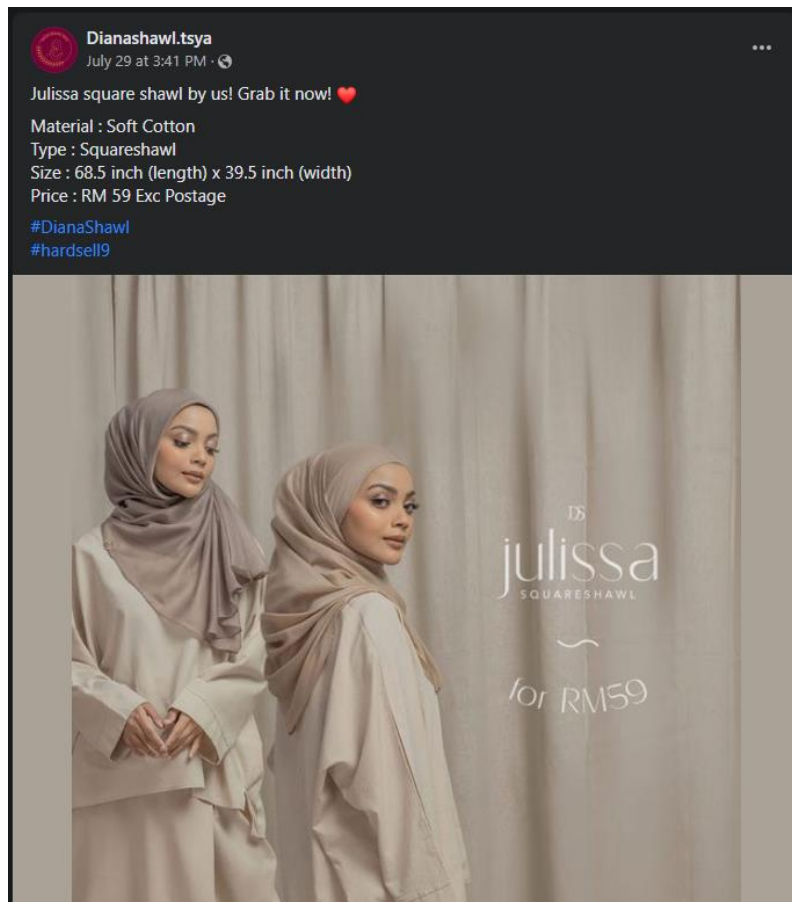 Dianashawl.tsya
July 29 at 3:41 PM ·
Julissa square shawl by us! Grab it now! ❤️
Material : Soft Cotton
Type : Squareshawl
Size : 68.5 inch (length) x 39.5 inch (width)
Price : RM 59 Exc Postage
#DianaShawl
#hardsell9
DS
julissa
SQUARESHAWL
for RM59